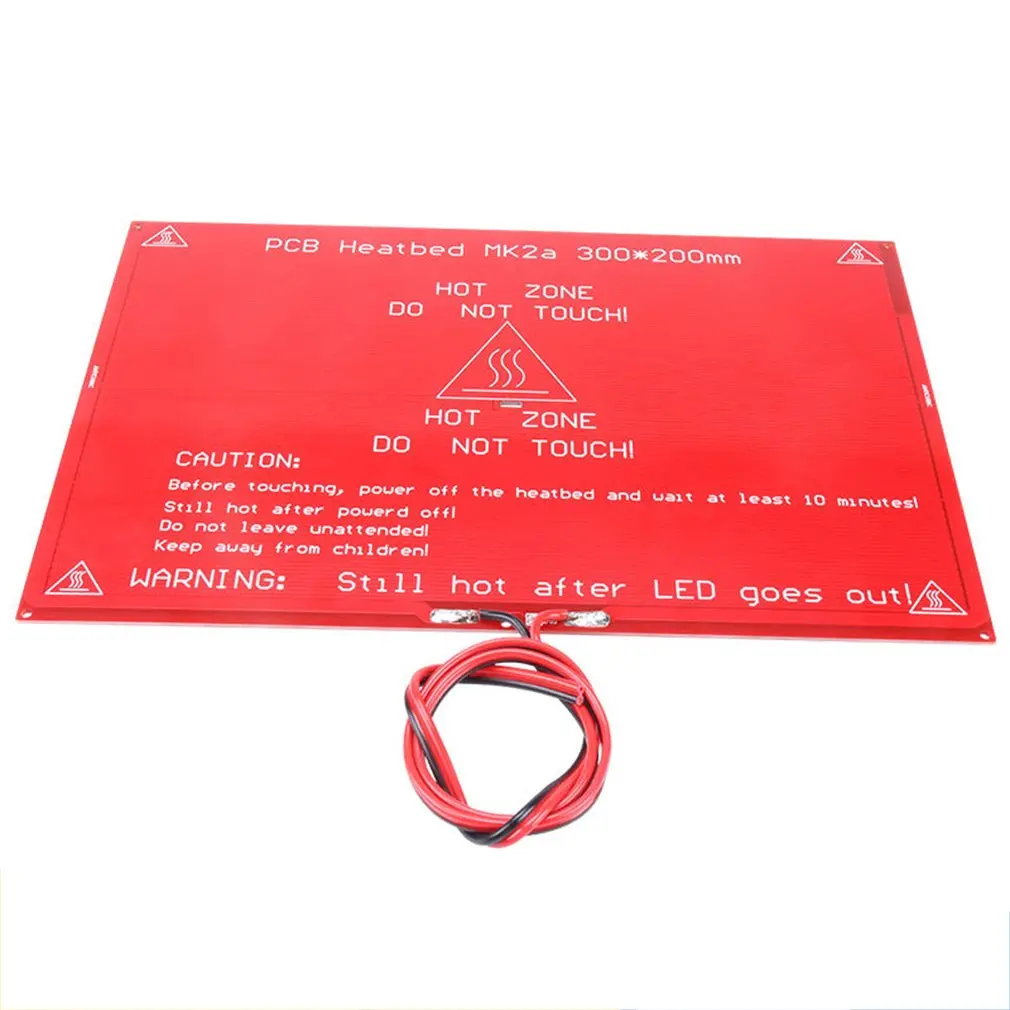 PCB Heatbed MK2a 300*200mm
HOT ZONE
DO NOT TOUCH!
HOT ZONE
DO NOT TOUCH!
CAUTION:
Before touching, power off the heatbed and wait at least 10 minutes!
Still hot after powerd off!
Do not leave unattended!
Keep away from children!
WARNING: Still hot after LED goes out!